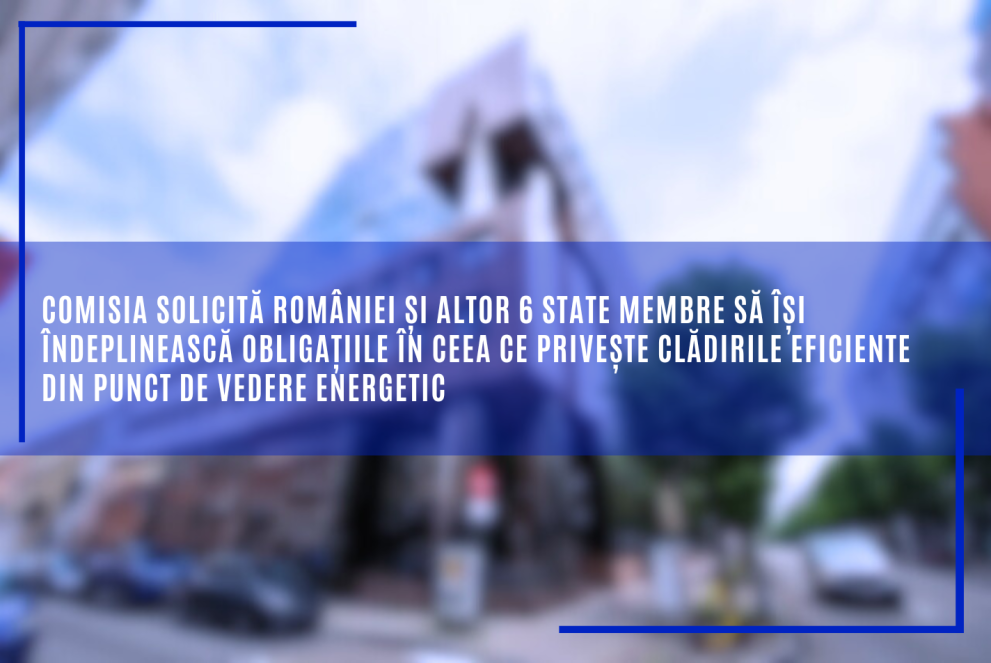 COMISIA SOLICITĂ ROMÂNIEI ȘI ALTOR 6 STATE MEMBRE SĂ ÎȘI
ÎNDEPLINEASCĂ OBLIGAȚIILE ÎN CEEA CE PRIVEȘTE CLĂDIRILE EFICIENTE
DIN PUNCT DE VEDERE ENERGETIC